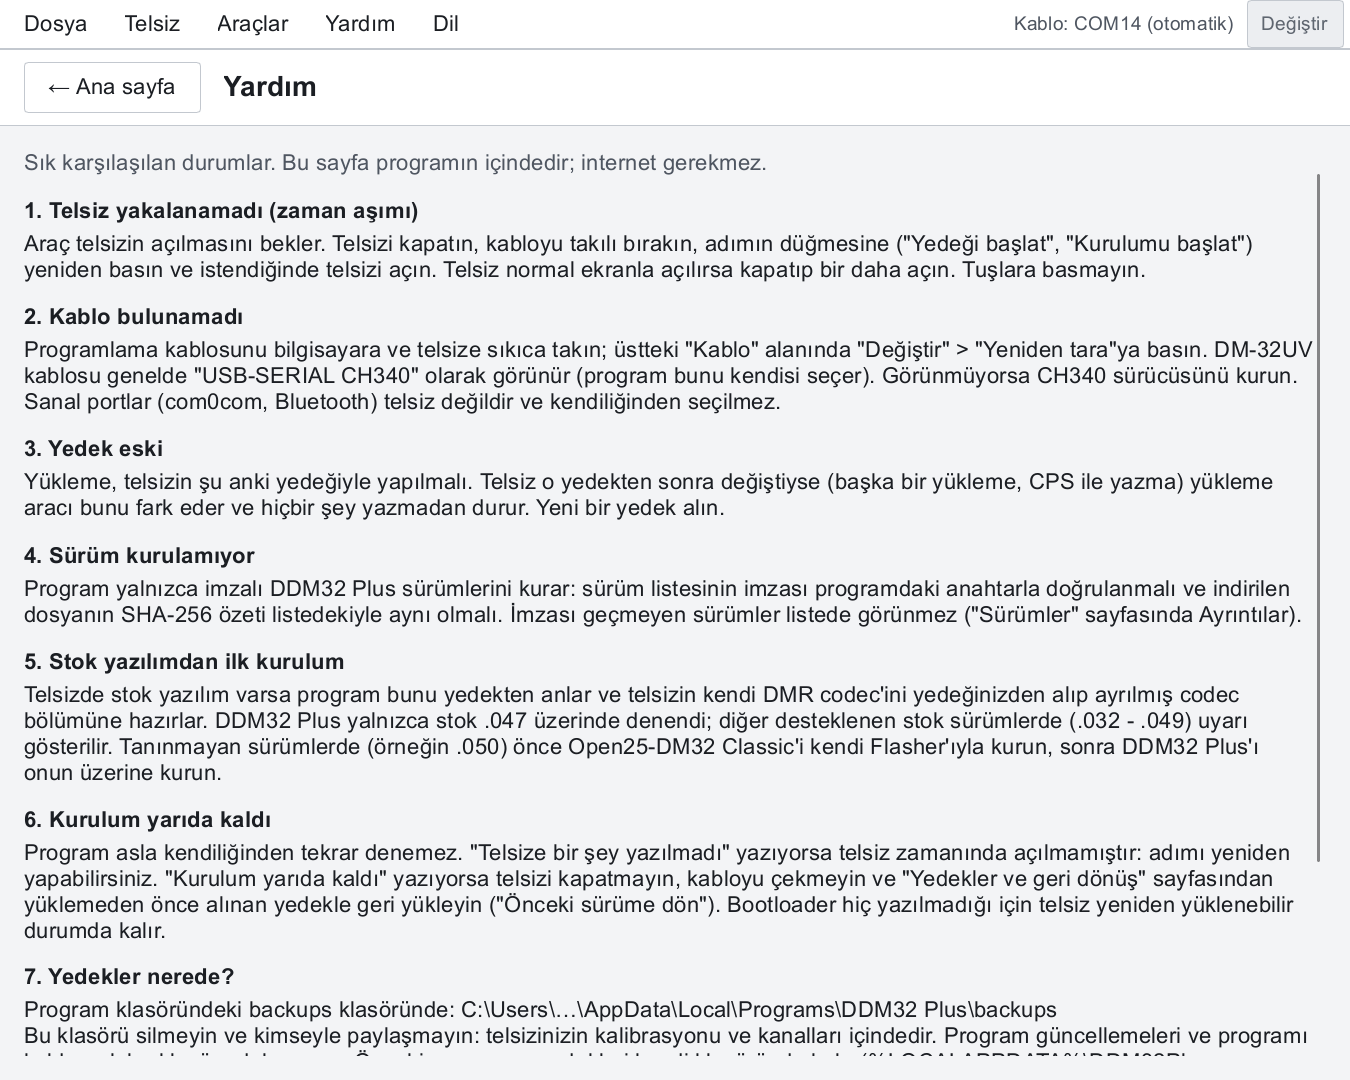 Dosya Telsiz Araçlar Yardım Dil Kablo: COM14 (otomatik) Değiştir
← Ana sayfa Yardım
Sık karşılaşılan durumlar. Bu sayfa programın içindedir; internet gerekmez.
1. Telsiz yakalanamadı (zaman aşımı)
Araç telsizin açılmasını bekler. Telsizi kapatın, kabloyu takılı bırakın, adımın düğmesine ("Yedeği başlat", "Kurulumu başlat")
yeniden basın ve istendiğinde telsizi açın. Telsiz normal ekranla açılırsa kapatıp bir daha açın. Tuşlara basmayın.
2. Kablo bulunamadı
Programlama kablosunu bilgisayara ve telsize sıkıca takın; üstteki "Kablo" alanında "Değiştir" > "Yeniden tara"ya basın. DM-32UV
kablosu genelde "USB-SERIAL CH340" olarak görünür (program bunu kendisi seçer). Görünmüyorsa CH340 sürücüsünü kurun.
Sanal portlar (com0com, Bluetooth) telsiz değildir ve kendiliğinden seçilmez.
3. Yedek eski
Yükleme, telsizin şu anki yedeğiyle yapılmalı. Telsiz o yedekten sonra değiştiyse (başka bir yükleme, CPS ile yazma) yükleme
aracı bunu fark eder ve hiçbir şey yazmadan durur. Yeni bir yedek alın.
4. Sürüm kurulamıyor
Program yalnızca imzalı DDM32 Plus sürümlerini kurar: sürüm listesinin imzası programdaki anahtarla doğrulanmalı ve indirilen
dosyanın SHA-256 özeti listedekiyle aynı olmalı. İmzası geçmeyen sürümler listede görünmez ("Sürümler" sayfasında Ayrıntılar).
5. Stok yazılımdan ilk kurulum
Telsizde stok yazılım varsa program bunu yedekten anlar ve telsizin kendi DMR codec'ini yedeğinizden alıp ayrılmış codec
bölümüne hazırlar. DDM32 Plus yalnızca stok .047 üzerinde denendi; diğer desteklenen stok sürümlerde (.032 - .049) uyarı
gösterilir. Tanınmayan sürümlerde (örneğin .050) önce Open25-DM32 Classic'i kendi Flasher'ıyla kurun, sonra DDM32 Plus'ı
onun üzerine kurun.
6. Kurulum yarıda kaldı
Program asla kendiliğinden tekrar denemez. "Telsize bir şey yazılmadı" yazıyorsa telsiz zamanında açılmamıştır: adımı yeniden
yapabilirsiniz. "Kurulum yarıda kaldı" yazıyorsa telsizi kapatmayın, kabloyu çekmeyin ve "Yedekler ve geri dönüş" sayfasından
yüklemeden önce alınan yedekle geri yükleyin ("Önceki sürüme dön"). Bootloader hiç yazılmadığı için telsiz yeniden yüklenebilir
durumda kalır.
7. Yedekler nerede?
Program klasöründeki backups klasöründe: C:\Users\...\AppData\Local\Programs\DDM32 Plus\backups
Bu klasörü silmeyin ve kimseyle paylaşmayın: telsizinizin kalibrasyonu ve kanalları içindedir. Program güncellemeleri ve programı